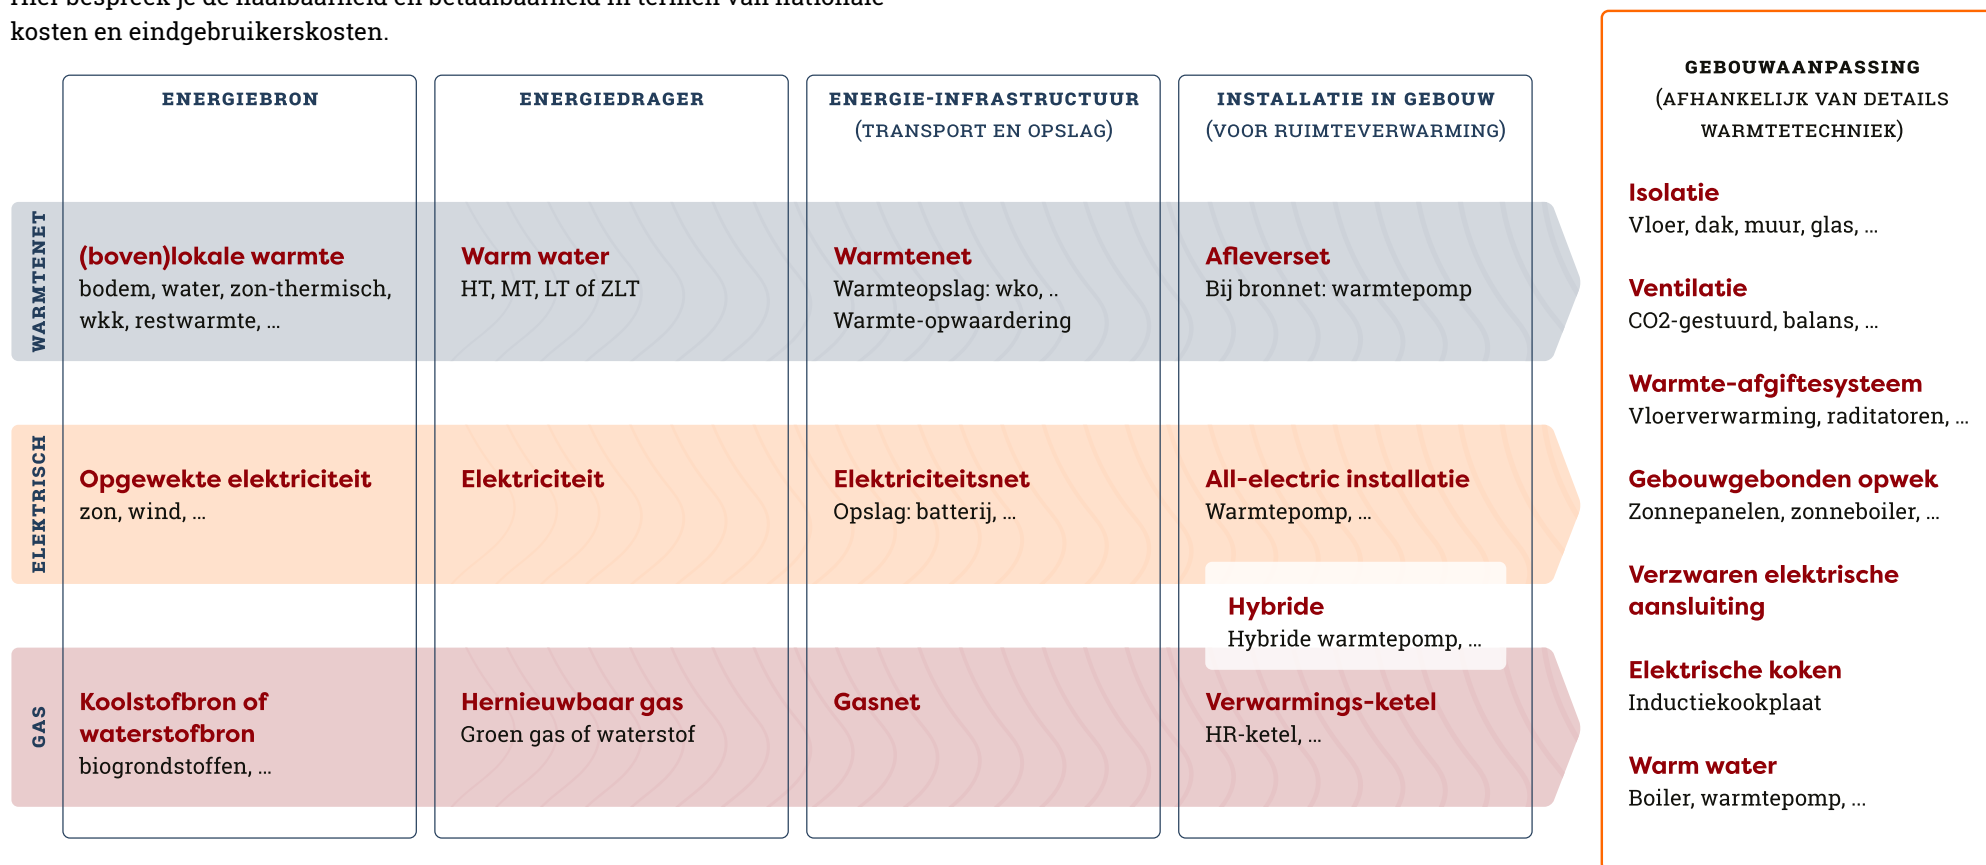 kosten en eindgebruikerskosten.
ENERGIEBRON
ENERGIEDRAGER
ENERGIE-INFRASTRUCTUUR
(TRANSPORT EN OPSLAG)
INSTALLATIE IN GEBOUW
(VOOR RUIMTEVERWARMING)
WARMTENET
(boven)lokale warmte
bodem, water, zon-thermisch,
wkk, restwarmte, ...
Warm water
HT, MT, LT of ZLT
Warmtenet
Warmteopslag: wko, ..
Warmte-opwaardering
Afleverset
Bij bronnet: warmtepomp
ELEKTRISCH
Opgewekte elektriciteit
zon, wind, ...
Elektriciteit
Elektriciteitsnet
Opslag: batterij, ...
All-electric installatie
Warmtepomp, ...
Hybride
Hybride warmtepomp, ...
GAS
Koolstofbron of
waterstofbron
biogrondstoffen, ...
Hernieuwbaar gas
Groen gas of waterstof
Gasnet
Verwarmings-ketel
HR-ketel, ...
GEBOUWAANPASSING
(AFHANKELIJK VAN DETAILS
WARMTETECHNIEK)
Isolatie
Vloer, dak, muur, glas, ...
Ventilatie
CO2-gestuurd, balans, ...
Warmte-afgiftesysteem
Vloerverwarming, raditatoren, ...
Gebouwgebonden opwek
Zonnepanelen, zonneboiler, ...
Verzwaren elektrische
aansluiting
Elektrische koken
Inductiekookplaat
Warm water
Boiler, warmtepomp, ...